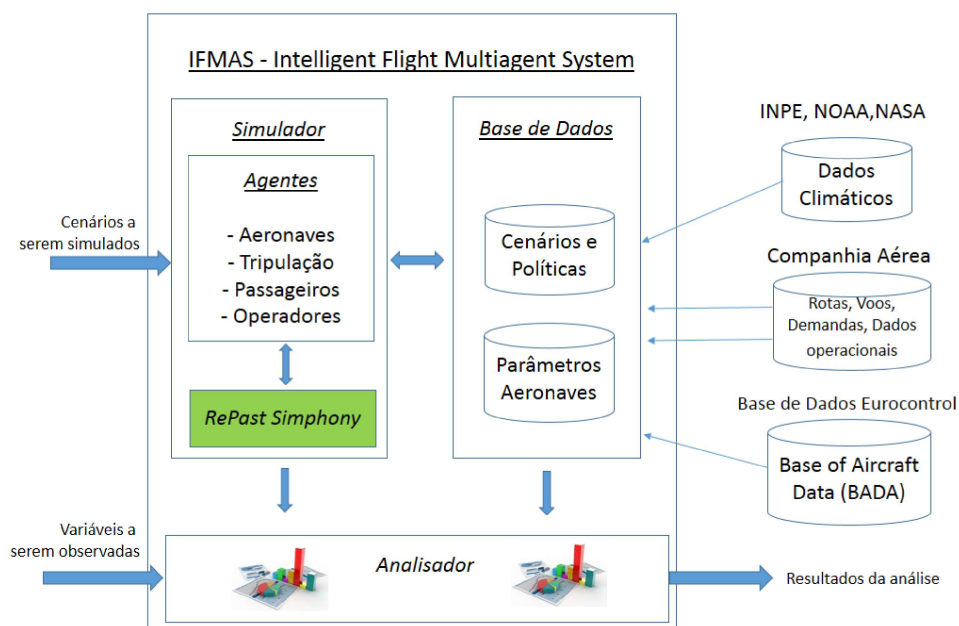 IFMAS - Intelligent Flight Multiagent System
Simulador
Agentes
- Aeronaves
- Tripulação
- Passageiros
- Operadores
RePast Simphony
Base de Dados
Cenários e
Políticas
Parâmetros
Aeronaves
INPE, NOAA,NASA
Dados
Climáticos
Companhia Aérea
Rotas, Voos,
Demandas, Dados
operacionais
Base de Dados Eurocontrol
Base of Aircraft
Data (BADA)
Cenários a
serem simulados
Variáveis a
serem observadas
Analisador
Resultados da análise